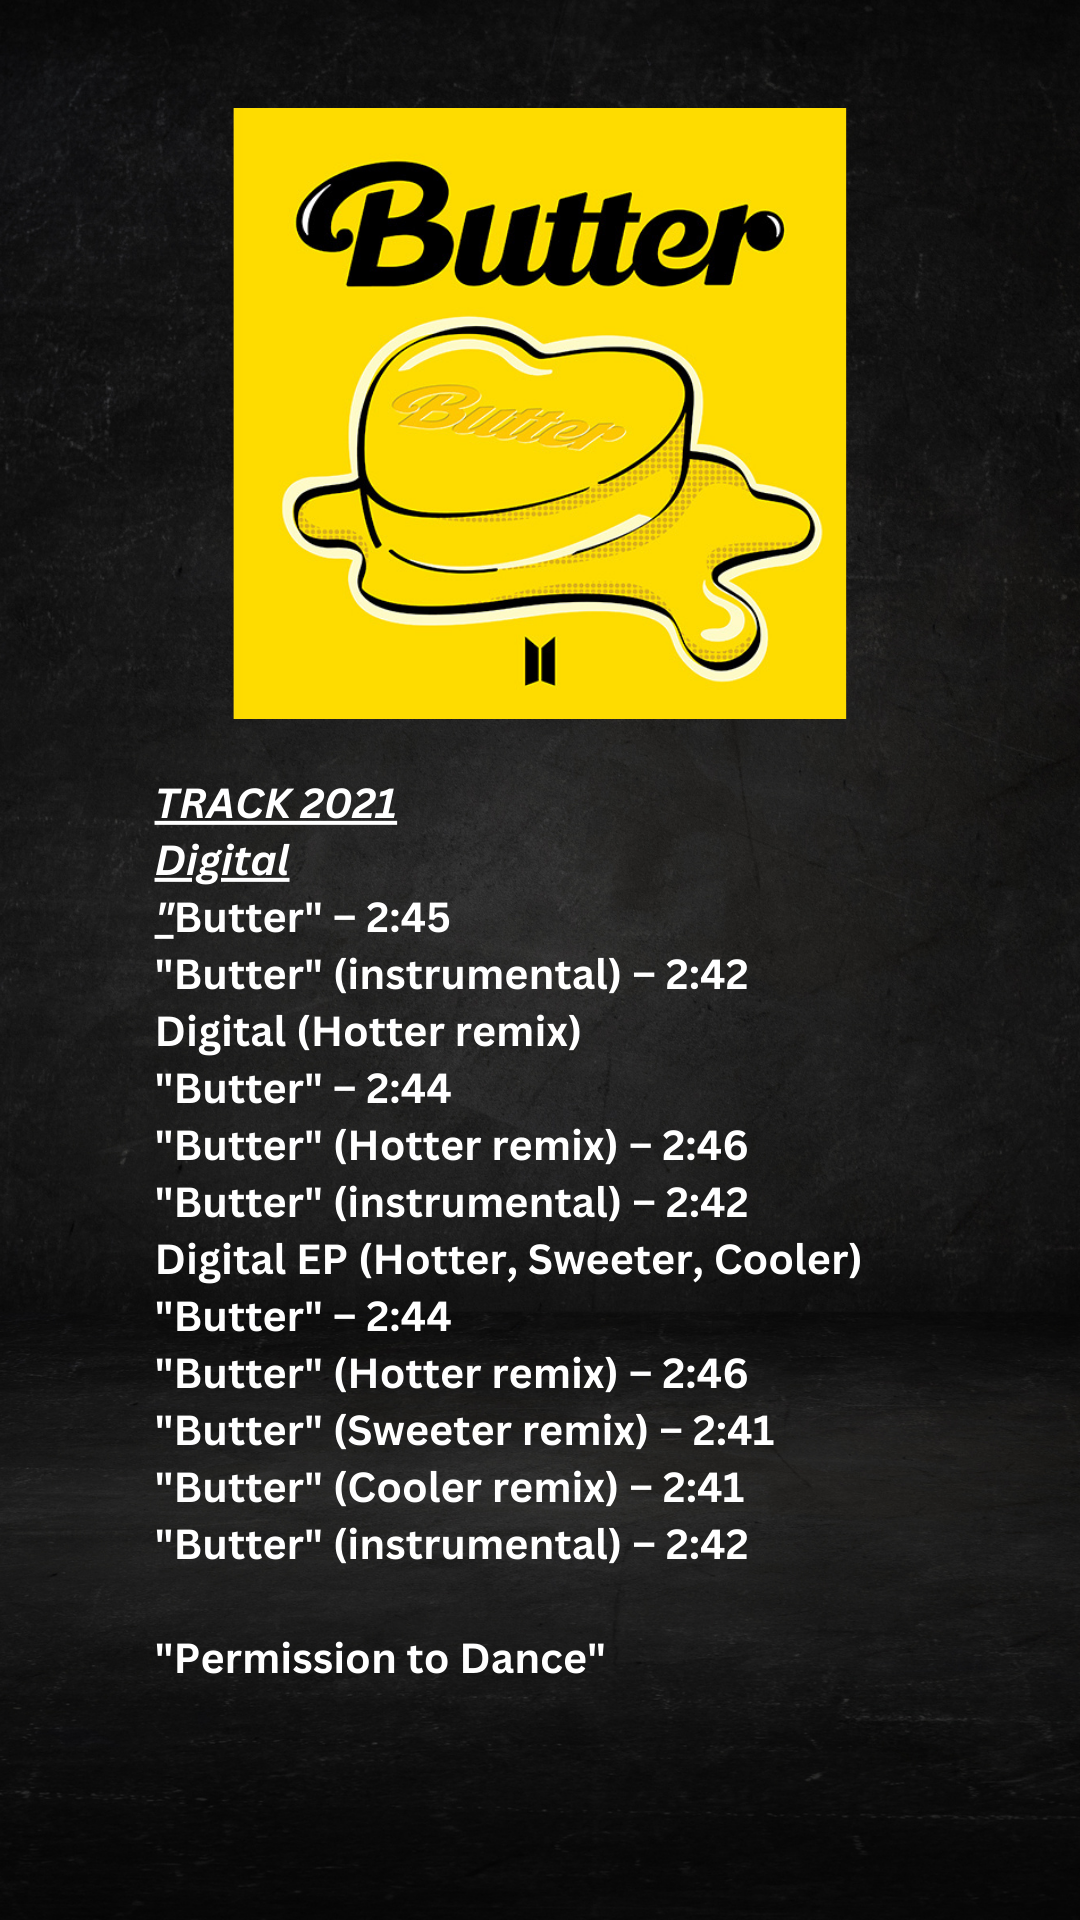 Butter
Butter
TRACK 2021
Digital
"Butter" – 2:45
"Butter" (instrumental) – 2:42
Digital (Hotter remix)
"Butter" – 2:44
"Butter" (Hotter remix) – 2:46
"Butter" (instrumental) – 2:42
Digital EP (Hotter, Sweeter, Cooler)
"Butter" – 2:44
"Butter" (Hotter remix) – 2:46
"Butter" (Sweeter remix) – 2:41
"Butter" (Cooler remix) – 2:41
"Butter" (instrumental) – 2:42
"Permission to Dance"